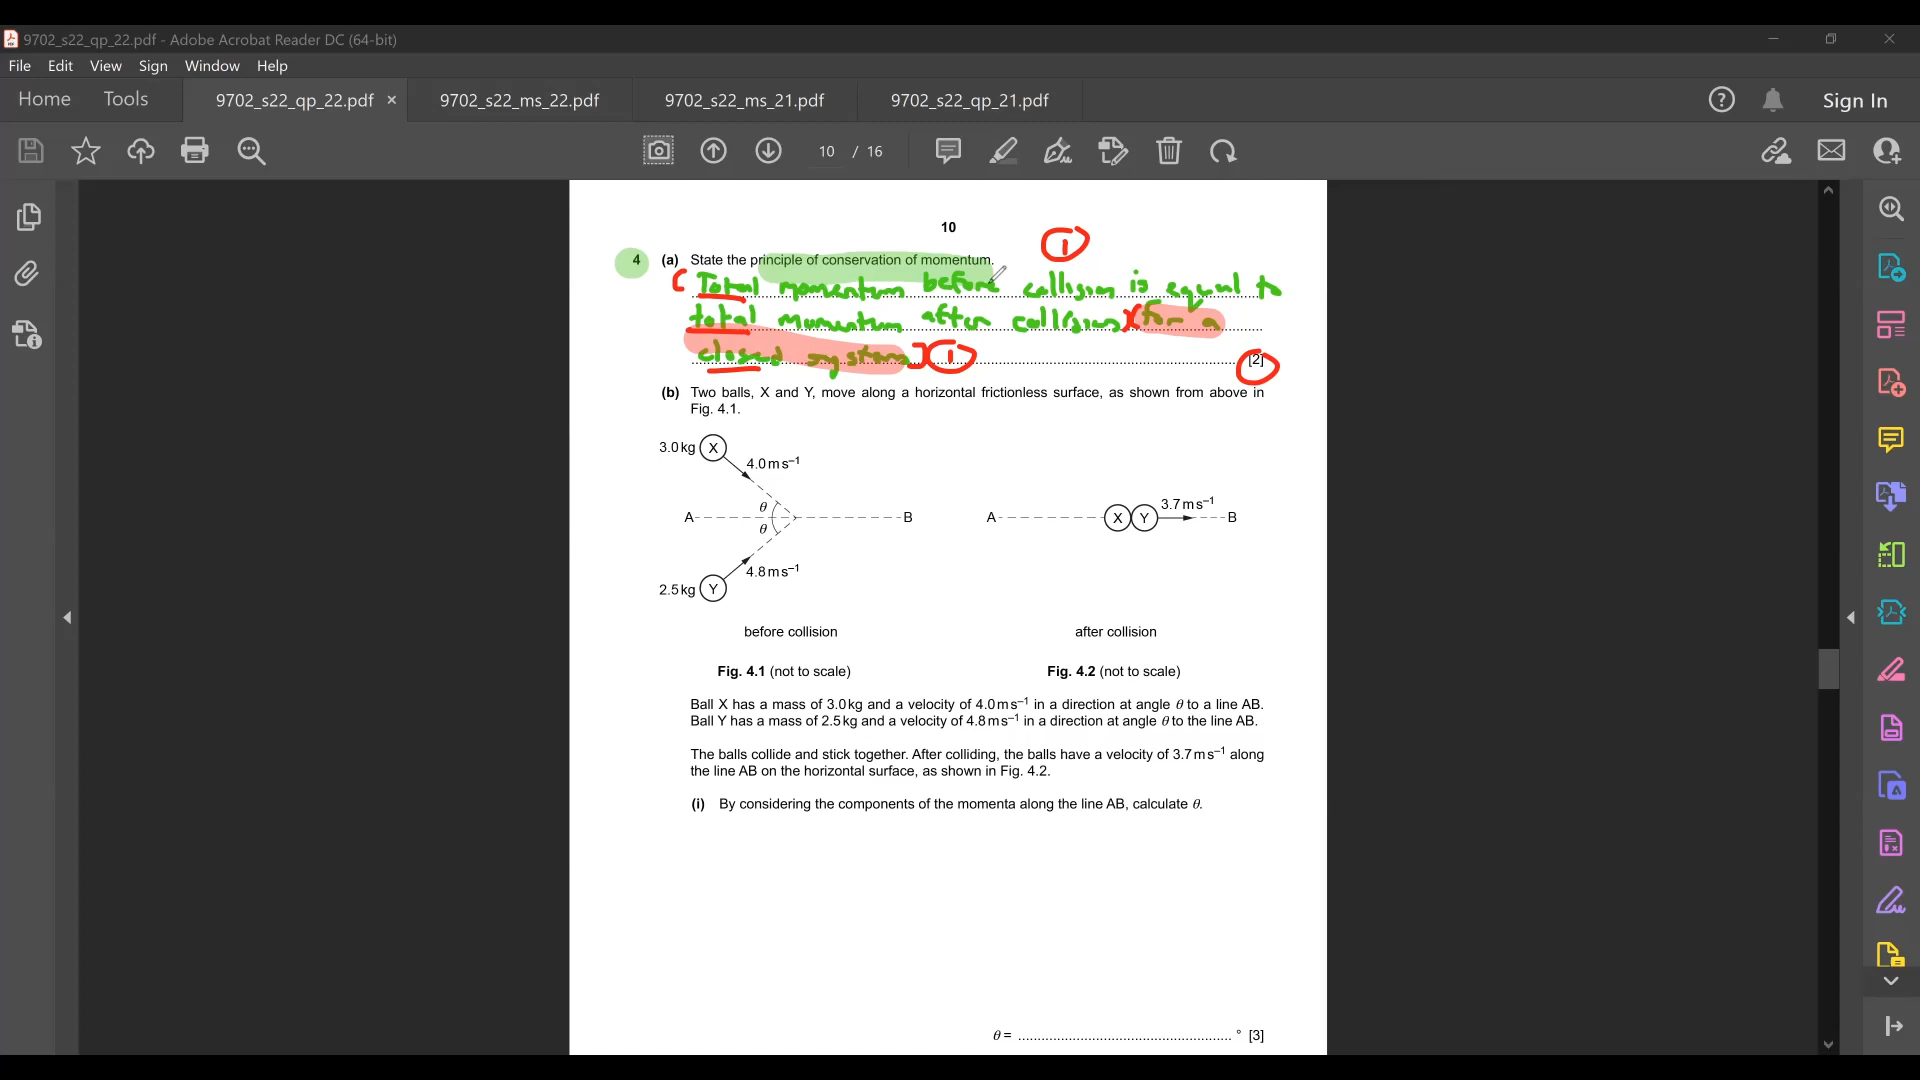 9702_s22_qp_22.pdf - Adobe Acrobat Reader DC (64-bit)
File Edit View Sign Window Help
Home Tools 9702_s22_qp_22.pdf × 9702_s22_ms_22.pdf 9702_s22_ms_21.pdf 9702_s22_qp_21.pdf Sign In
10 / 16
10
1
4 (a) State the principle of conservation of momentum.
[Total momentum before collision is equal to
total momentum after collision] [for a
closed system] 1
[2]
(b) Two balls, X and Y, move along a horizontal frictionless surface, as shown from above in
Fig. 4.1.
3.0 kg X
4.0 m s⁻¹
θ
A B
θ
4.8 m s⁻¹
2.5 kg Y
3.7 m s⁻¹
A X Y B
before collision after collision
Fig. 4.1 (not to scale) Fig. 4.2 (not to scale)
Ball X has a mass of 3.0 kg and a velocity of 4.0 m s⁻¹ in a direction at angle θ to a line AB.
Ball Y has a mass of 2.5 kg and a velocity of 4.8 m s⁻¹ in a direction at angle θ to the line AB.
The balls collide and stick together. After colliding, the balls have a velocity of 3.7 m s⁻¹ along
the line AB on the horizontal surface, as shown in Fig. 4.2.
(i) By considering the components of the momenta along the line AB, calculate θ.
θ = ...................................................... ° [3]